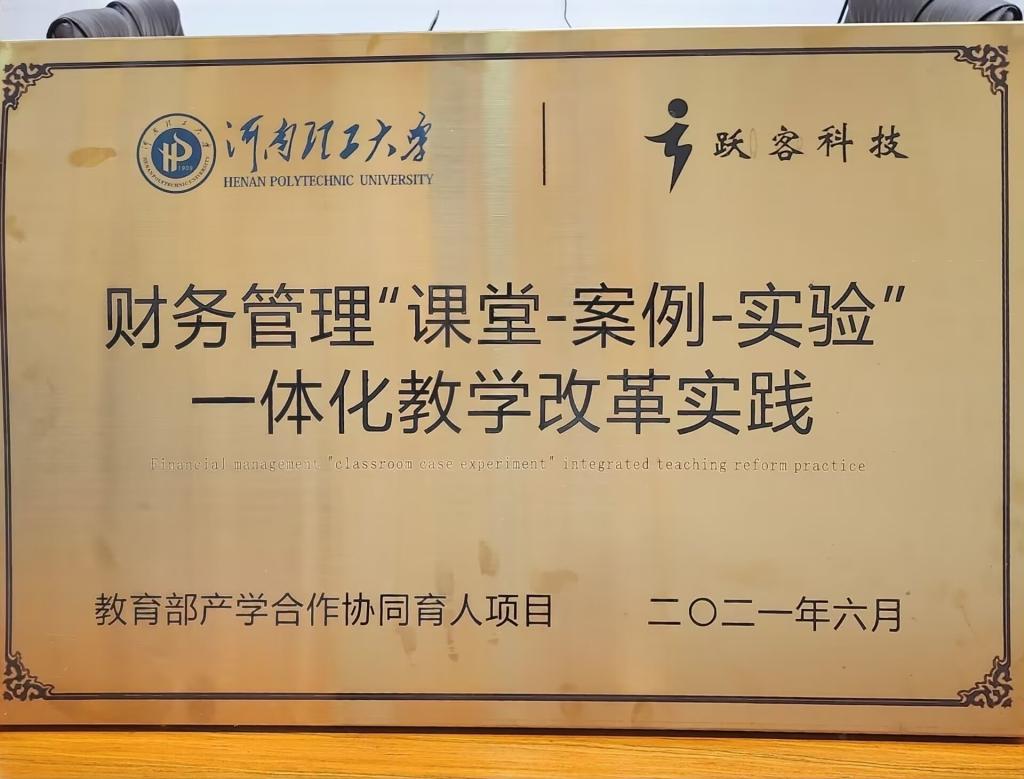 河南理工大学
HENAN POLYTECHNIC UNIVERSITY
1909
跃客科技
财务管理“课堂-案例-实验”
一体化教学改革实践
Financial management "classroom case experiment" integrated teaching reform practice
教育部产学合作协同育人项目
二〇二一年六月